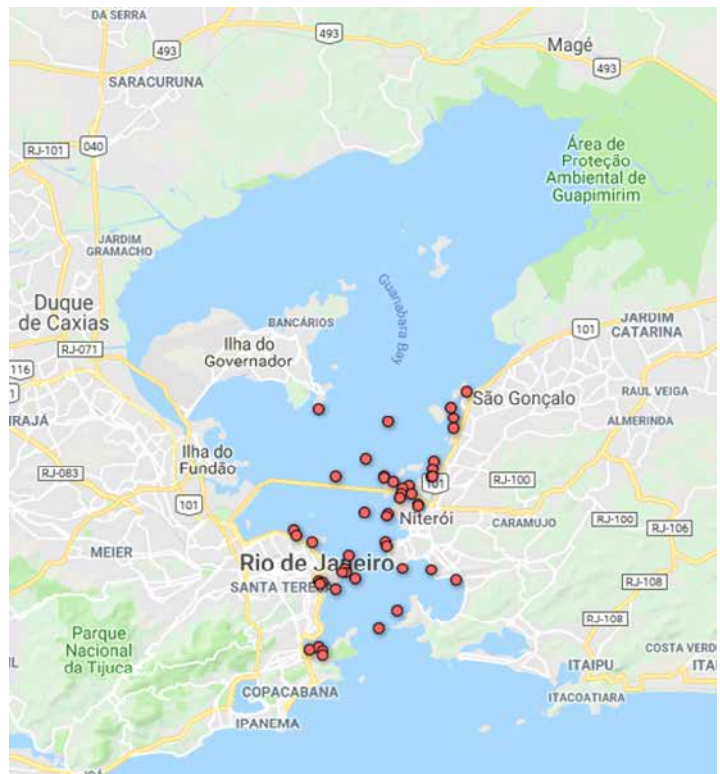 DA SERRA
493
493
Magé
493
SARACURUNA
040
RJ-101
Área de
Proteção
Ambiental de
Guapimirim
JARDIM
GRAMACHO
Guanabara
Bay
Duque
de Caxias
BANCÁRIOS
JARDIM
CATARINA
101
RJ-071
116
Ilha do
Governador
RAUL VEIGA
São Gonçalo
IRAJÁ
ALMERINDA
Ilha do
Fundão
RJ-083
101
RJ-100
101
Niterói
CARAMUJO
RJ-100
RJ-106
MEIER
Rio de Janeiro
SANTA TERESA
RJ-108
RJ-108
Parque
Nacional
da Tijuca
COSTA VERDE
ITAIPU
COPACABANA
ITACOATIARA
IPANEMA